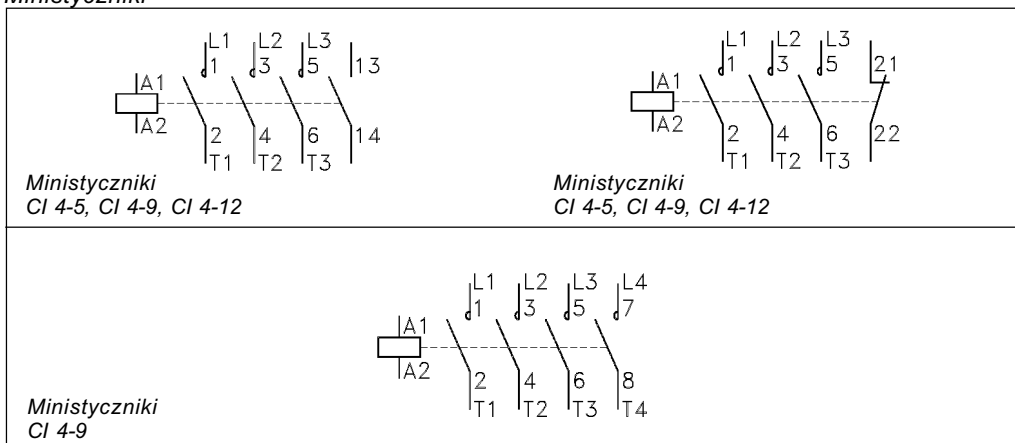 Ministyczniki
L1 L2 L3
1 3 5 13
A1
A2
2 4 6 14
T1 T2 T3
Ministyczniki
CI 4-5, CI 4-9, CI 4-12
L1 L2 L3
1 3 5 21
A1
A2
2 4 6 22
T1 T2 T3
Ministyczniki
CI 4-5, CI 4-9, CI 4-12
L1 L2 L3 L4
1 3 5 7
A1
A2
2 4 6 8
T1 T2 T3 T4
Ministyczniki
CI 4-9